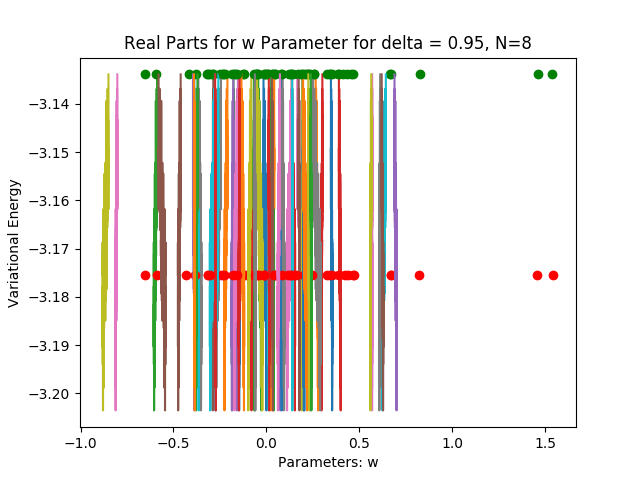 Real Parts for w Parameter for delta = 0.95, N=8
Variational Energy
−3.14
−3.15
−3.16
−3.17
−3.18
−3.19
−3.20
−1.0 −0.5 0.0 0.5 1.0 1.5
Parameters: w